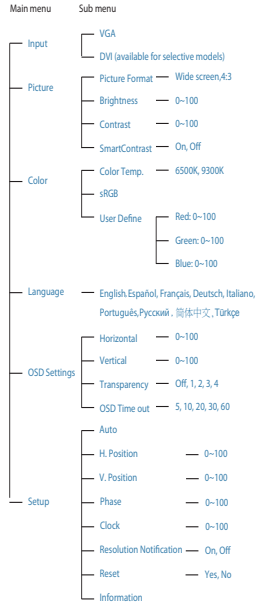 Main menu Sub menu
Input
VGA
DVI (available for selective models)
Picture
Picture Format Wide screen,4:3
Brightness 0~100
Contrast 0~100
SmartContrast On, Off
Color
Color Temp. 6500K, 9300K
sRGB
User Define Red: 0~100
Green: 0~100
Blue: 0~100
Language English.Español, Français, Deutsch, Italiano,
Português,Русский , 简体中文 , Türkçe
OSD Settings
Horizontal 0~100
Vertical 0~100
Transparency Off, 1, 2, 3, 4
OSD Time out 5, 10, 20, 30, 60
Setup
Auto
H. Position 0~100
V. Position 0~100
Phase 0~100
Clock 0~100
Resolution Notification On, Off
Reset Yes, No
Information